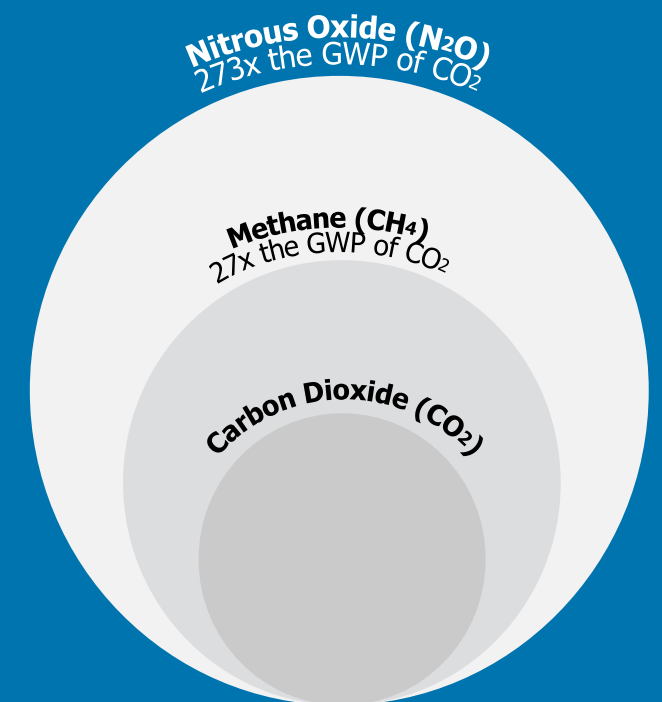 Nitrous Oxide (N2O)
273x the GWP of CO2
Methane (CH4)
27x the GWP of CO2
Carbon Dioxide (CO2)